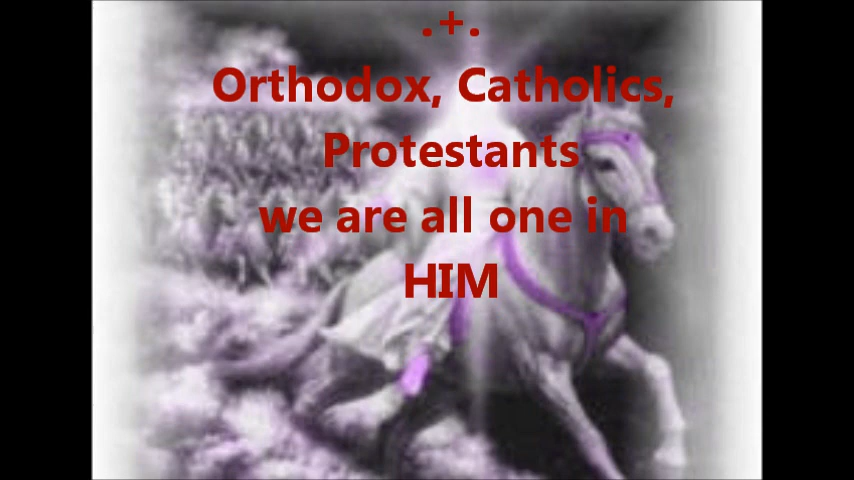 .+.
Orthodox, Catholics,
Protestants
we are all one in
HIM